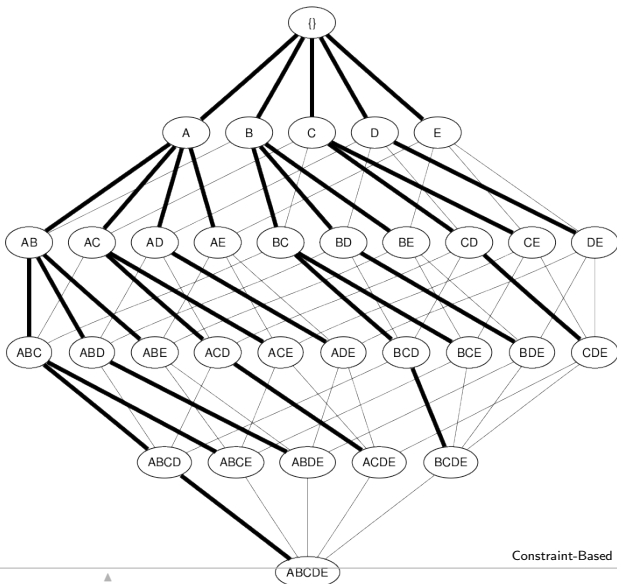 {}
A B C D E
AB AC AD AE BC BD BE CD CE DE
ABC ABD ABE ACD ACE ADE BCD BCE BDE CDE
ABCD ABCE ABDE ACDE BCDE
Constraint-Based
ABCDE